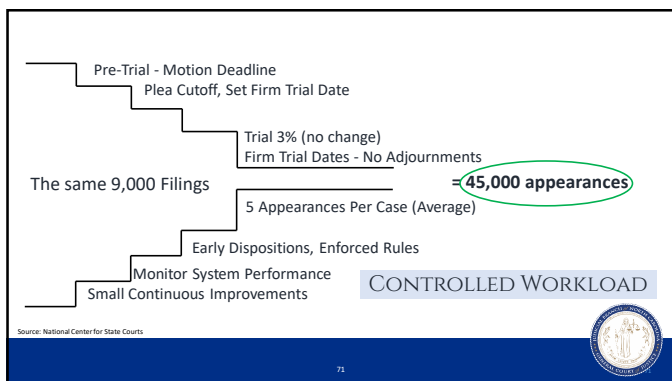 Pre-Trial - Motion Deadline
Plea Cutoff, Set Firm Trial Date
Trial 3% (no change)
Firm Trial Dates - No Adjournments
The same 9,000 Filings
= 45,000 appearances
5 Appearances Per Case (Average)
Early Dispositions, Enforced Rules
Monitor System Performance
Small Continuous Improvements
CONTROLLED WORKLOAD
Source: National Center for State Courts
71